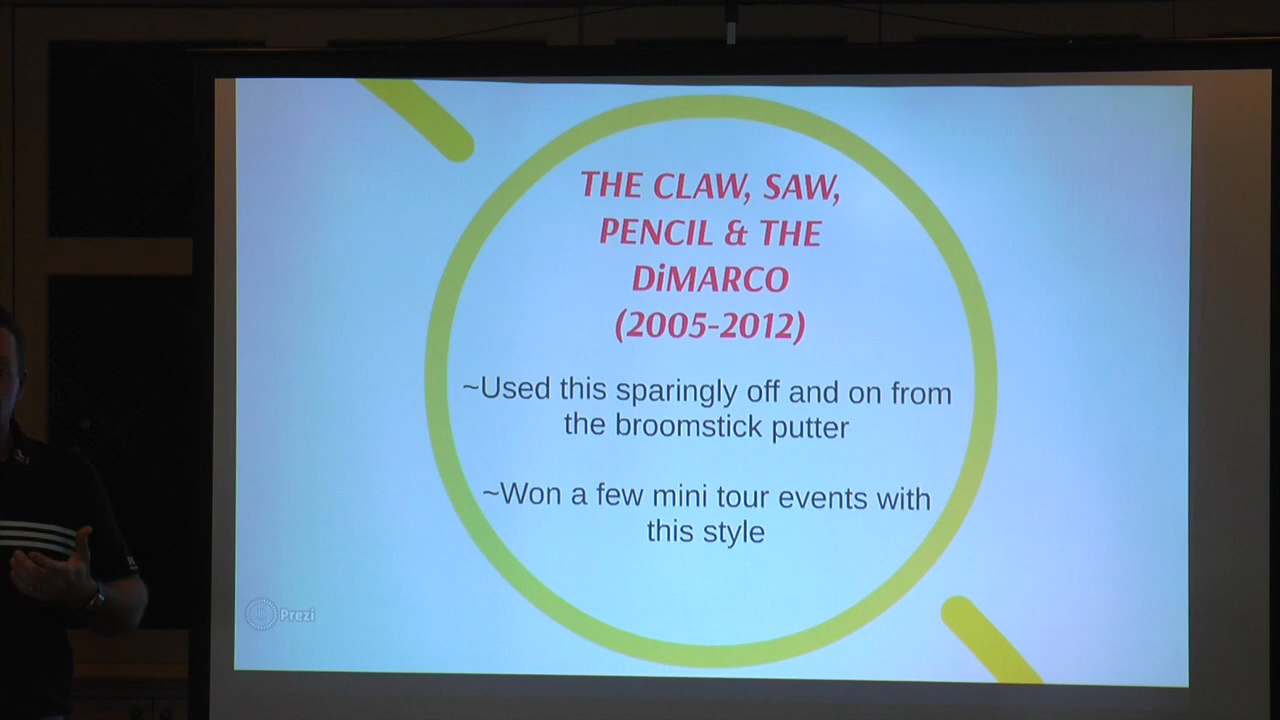 THE CLAW, SAW,
PENCIL & THE
DiMARCO
(2005-2012)
~Used this sparingly off and on from
the broomstick putter
~Won a few mini tour events with
this style
Prezi